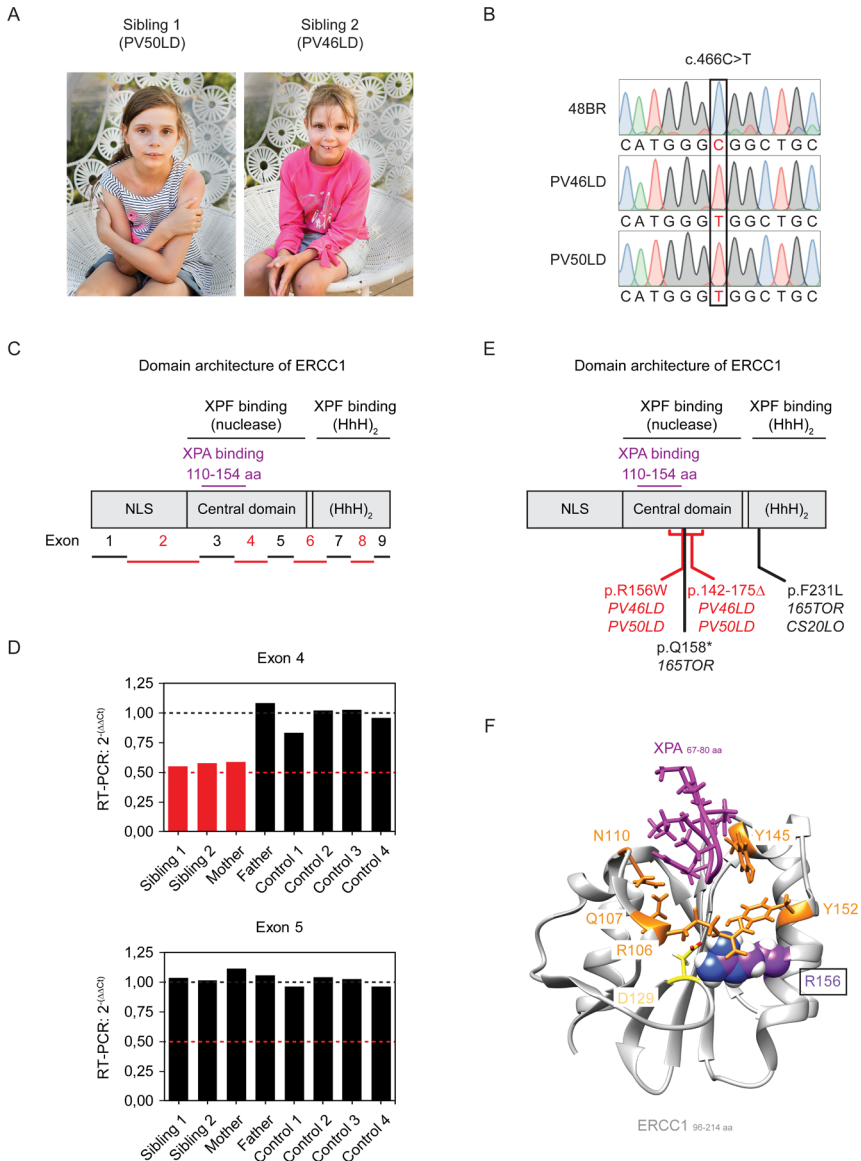 A
Sibling 1
(PV50LD)
Sibling 2
(PV46LD)
B
c.466C>T
48BR
C A T G G G C G G C T G C
PV46LD
C A T G G G T G G C T G C
PV50LD
C A T G G G T G G C T G C
C
Domain architecture of ERCC1
XPF binding
(nuclease)
XPF binding
(HhH)2
XPA binding
110-154 aa
NLS
Central domain
(HhH)2
Exon
1 2 3 4 5 6 7 8 9
D
Exon 4
RT-PCR: 2-(ΔΔCt)
1,25
1,00
0,75
0,50
0,25
0,00
Sibling 1
Sibling 2
Mother
Father
Control 1
Control 2
Control 3
Control 4
Exon 5
RT-PCR: 2-(ΔΔCt)
1,25
1,00
0,75
0,50
0,25
0,00
Sibling 1
Sibling 2
Mother
Father
Control 1
Control 2
Control 3
Control 4
E
Domain architecture of ERCC1
XPF binding
(nuclease)
XPF binding
(HhH)2
XPA binding
110-154 aa
NLS
Central domain
(HhH)2
p.R156W
PV46LD
PV50LD
p.142-175Δ
PV46LD
PV50LD
p.F231L
165TOR
CS20LO
p.Q158*
165TOR
F
XPA 67-80 aa
N110
Y145
Q107
Y152
R106
R156
D129
ERCC1 96-214 aa